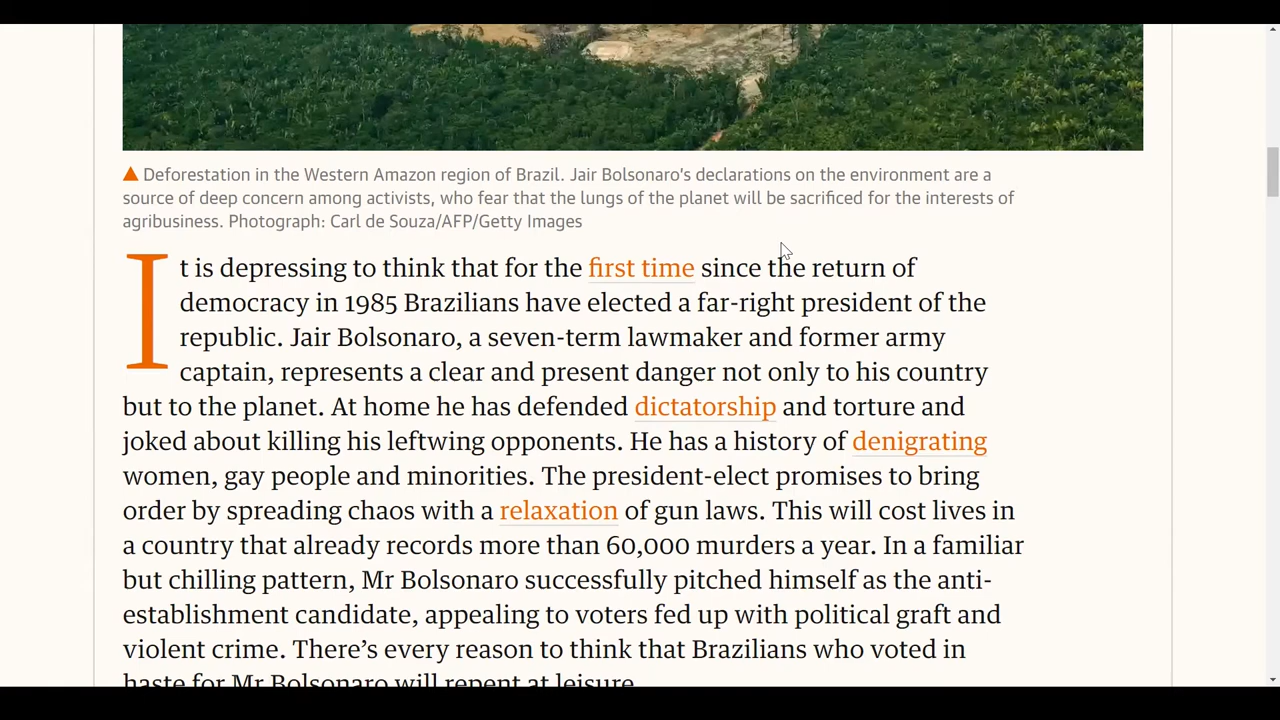 Deforestation in the Western Amazon region of Brazil. Jair Bolsonaro's declarations on the environment are a
source of deep concern among activists, who fear that the lungs of the planet will be sacrificed for the interests of
agribusiness. Photograph: Carl de Souza/AFP/Getty Images
It is depressing to think that for the first time since the return of
democracy in 1985 Brazilians have elected a far-right president of the
republic. Jair Bolsonaro, a seven-term lawmaker and former army
captain, represents a clear and present danger not only to his country
but to the planet. At home he has defended dictatorship and torture and
joked about killing his leftwing opponents. He has a history of denigrating
women, gay people and minorities. The president-elect promises to bring
order by spreading chaos with a relaxation of gun laws. This will cost lives in
a country that already records more than 60,000 murders a year. In a familiar
but chilling pattern, Mr Bolsonaro successfully pitched himself as the anti-
establishment candidate, appealing to voters fed up with political graft and
violent crime. There’s every reason to think that Brazilians who voted in
haste for Mr Bolsonaro will repent at leisure.